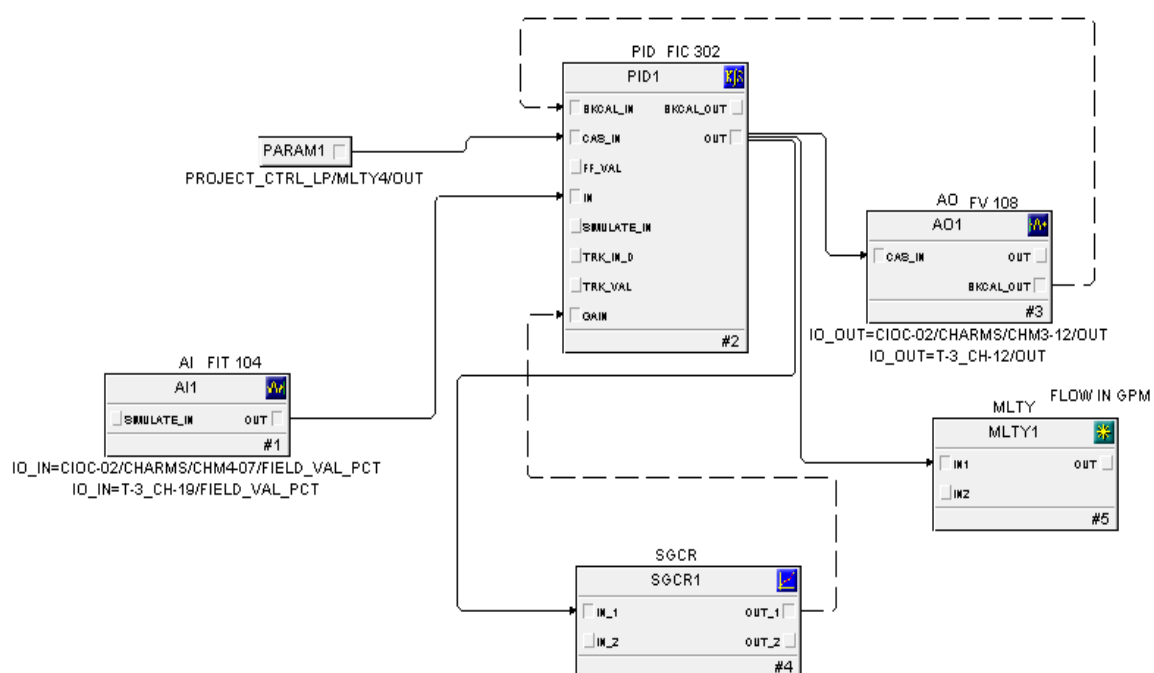 PID FIC 302
PID1
BKCAL_IN BKCAL_OUT
CAS_IN OUT
FF_VAL
IN
SIMULATE_IN
TRK_IN_D
TRK_VAL
GAIN
#2
PARAM1
PROJECT_CTRL_LP/MLTY4/OUT
AO FV 108
AO1
CAS_IN OUT
BKCAL_OUT
#3
IO_OUT=CIOC-02/CHARMS/CHM3-12/OUT
IO_OUT=T-3_CH-12/OUT
AI FIT 104
AI1
SIMULATE_IN OUT
#1
IO_IN=CIOC-02/CHARMS/CHM4-07/FIELD_VAL_PCT
IO_IN=T-3_CH-19/FIELD_VAL_PCT
MLTY FLOW IN GPM
MLTY1
IN1 OUT
IN2
#5
SGCR
SGCR1
IN_1 OUT_1
IN_2 OUT_2
#4